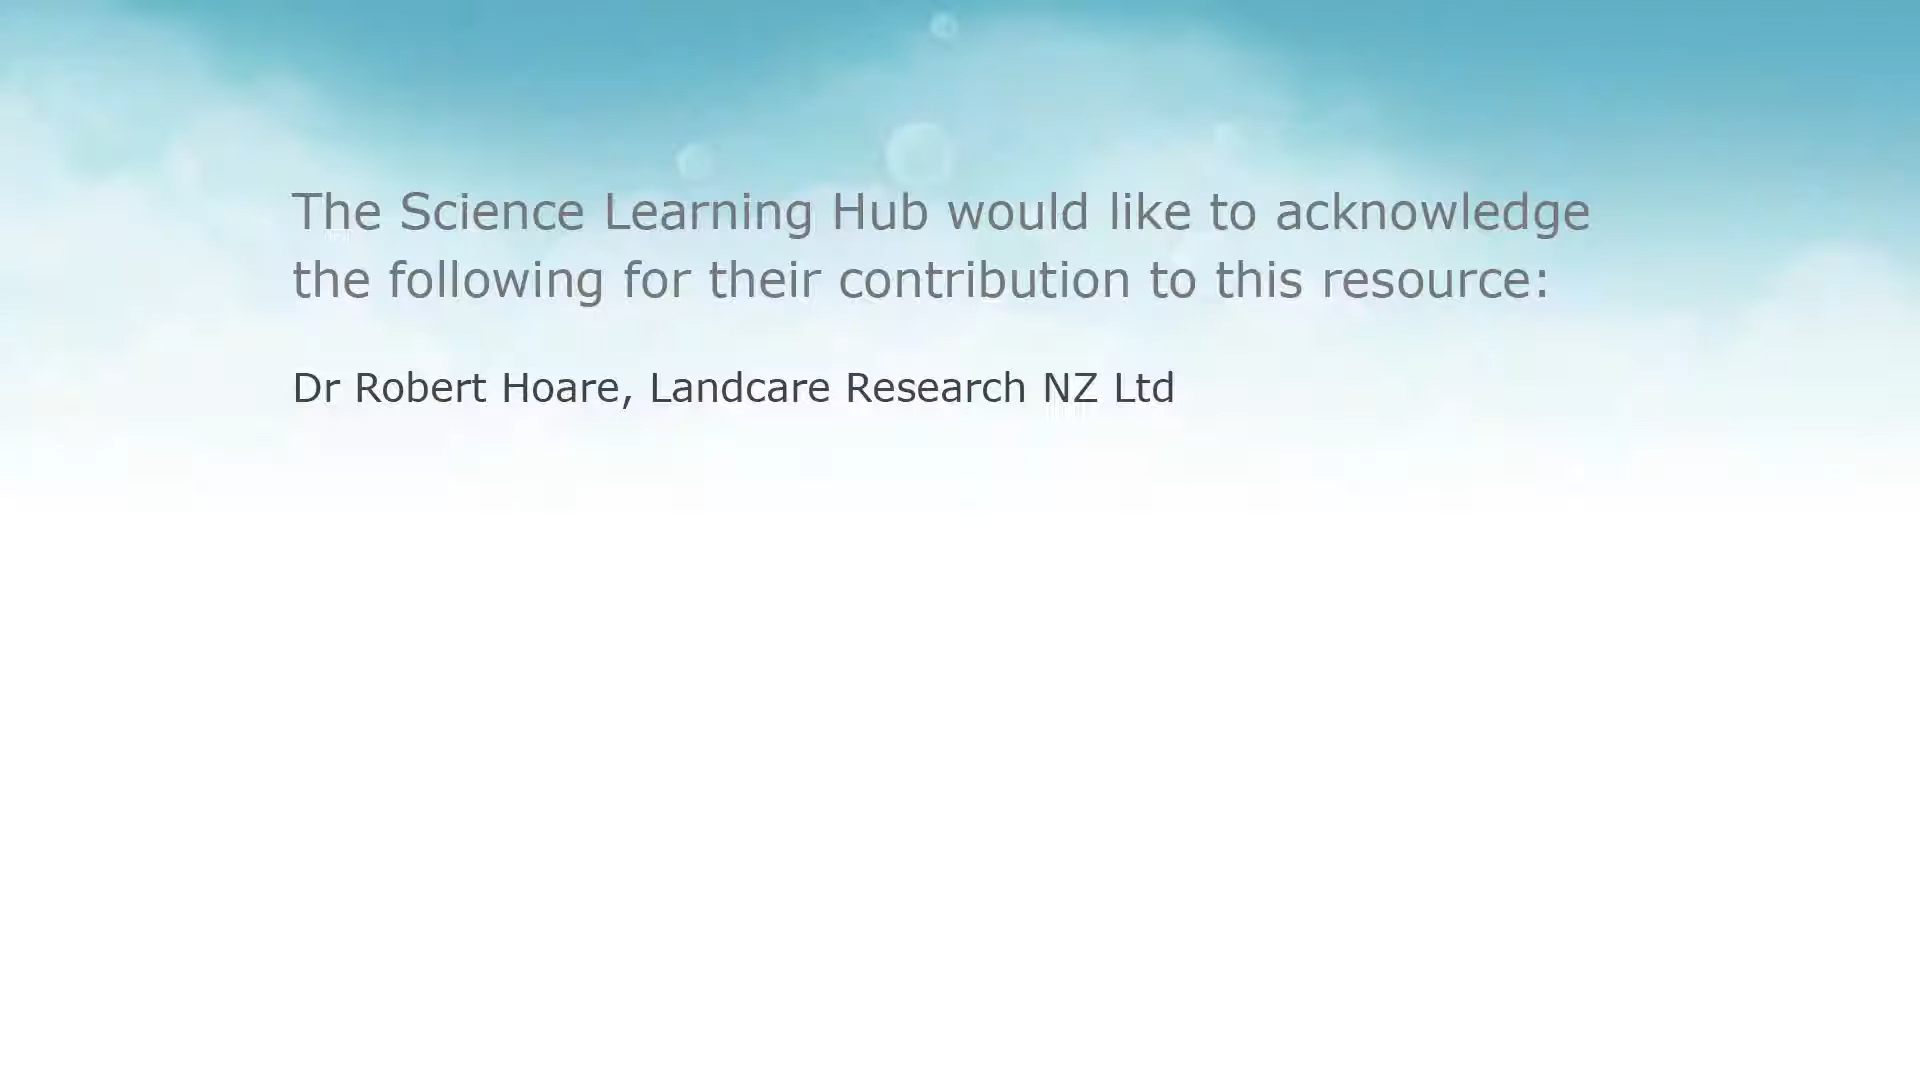 The Science Learning Hub would like to acknowledge
the following for their contribution to this resource:
Dr Robert Hoare, Landcare Research NZ Ltd